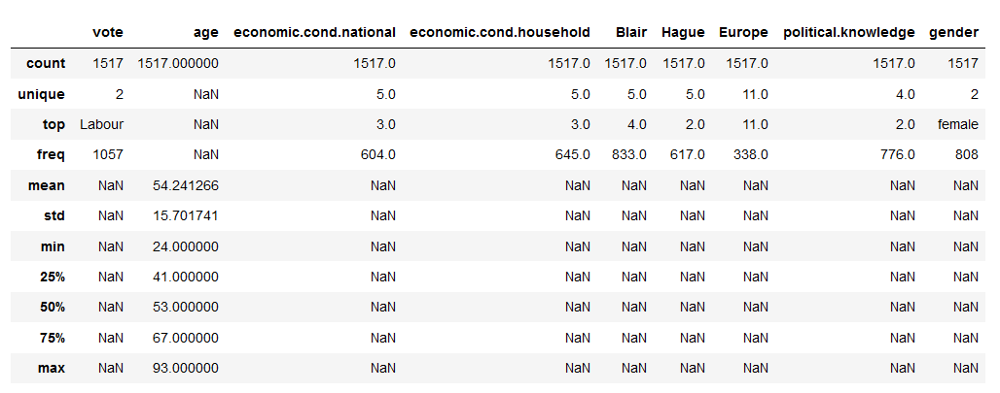 vote age economic.cond.national economic.cond.household Blair Hague Europe political.knowledge gender
count 1517 1517.000000 1517.0 1517.0 1517.0 1517.0 1517.0 1517.0 1517
unique 2 NaN 5.0 5.0 5.0 5.0 11.0 4.0 2
top Labour NaN 3.0 3.0 4.0 2.0 11.0 2.0 female
freq 1057 NaN 604.0 645.0 833.0 617.0 338.0 776.0 808
mean NaN 54.241266 NaN NaN NaN NaN NaN NaN NaN
std NaN 15.701741 NaN NaN NaN NaN NaN NaN NaN
min NaN 24.000000 NaN NaN NaN NaN NaN NaN NaN
25% NaN 41.000000 NaN NaN NaN NaN NaN NaN NaN
50% NaN 53.000000 NaN NaN NaN NaN NaN NaN NaN
75% NaN 67.000000 NaN NaN NaN NaN NaN NaN NaN
max NaN 93.000000 NaN NaN NaN NaN NaN NaN NaN